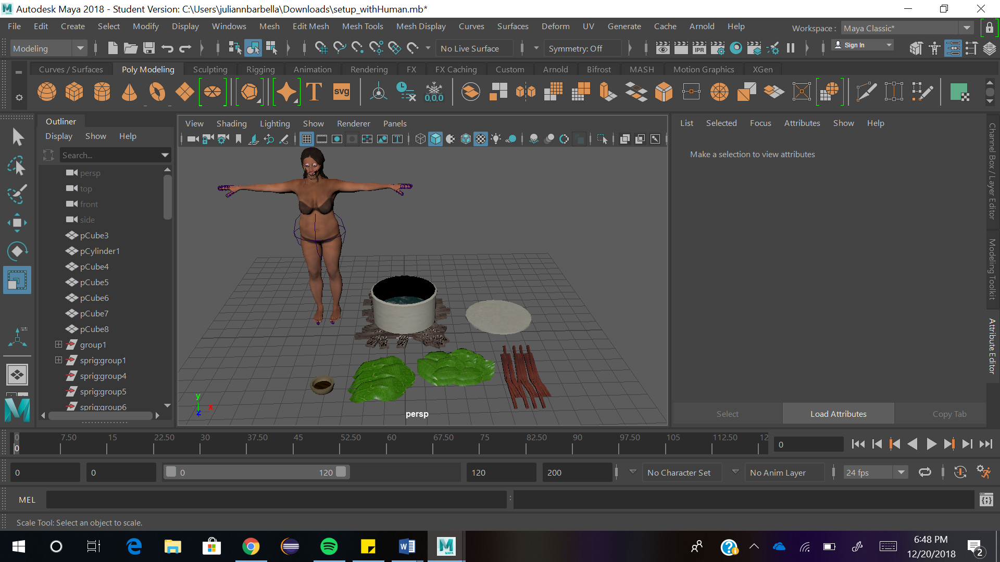 Autodesk Maya 2018 - Student Version: C:\Users\juliannbarbella\Downloads\setup_withHuman.mb*
File Edit Create Select Modify Display Windows Mesh Edit Mesh Mesh Tools Mesh Display Curves Surfaces Deform UV Generate Cache Arnold Help Workspace : Maya Classic*
Modeling No Live Surface Symmetry: Off IPR Sign In
Curves / Surfaces Poly Modeling Sculpting Rigging Animation Rendering FX FX Caching Custom Arnold Bifrost MASH Motion Graphics XGen
T svg 0,0,0
Outliner
Display Show Help
Search...
persp
top
front
side
pCube3
pCylinder1
pCube4
pCube5
pCube6
pCube7
pCube8
group1
sprig:group1
sprig:group4
sprig:group5
sprig:group6
View Shading Lighting Show Renderer Panels
y
x
z
persp
List Selected Focus Attributes Show Help
Make a selection to view attributes
Select Load Attributes Copy Tab
Channel Box / Layer Editor
Modeling Toolkit
Attribute Editor
0 7.50 15 22.50 30 37.50 45 52.50 60 67.50 75 82.50 90 97.50 105 112.50 12
0 0
0 0 0 120 120 200 No Character Set No Anim Layer 24 fps
MEL
Scale Tool: Select an object to scale.
MAYA
6:48 PM
12/20/2018
2